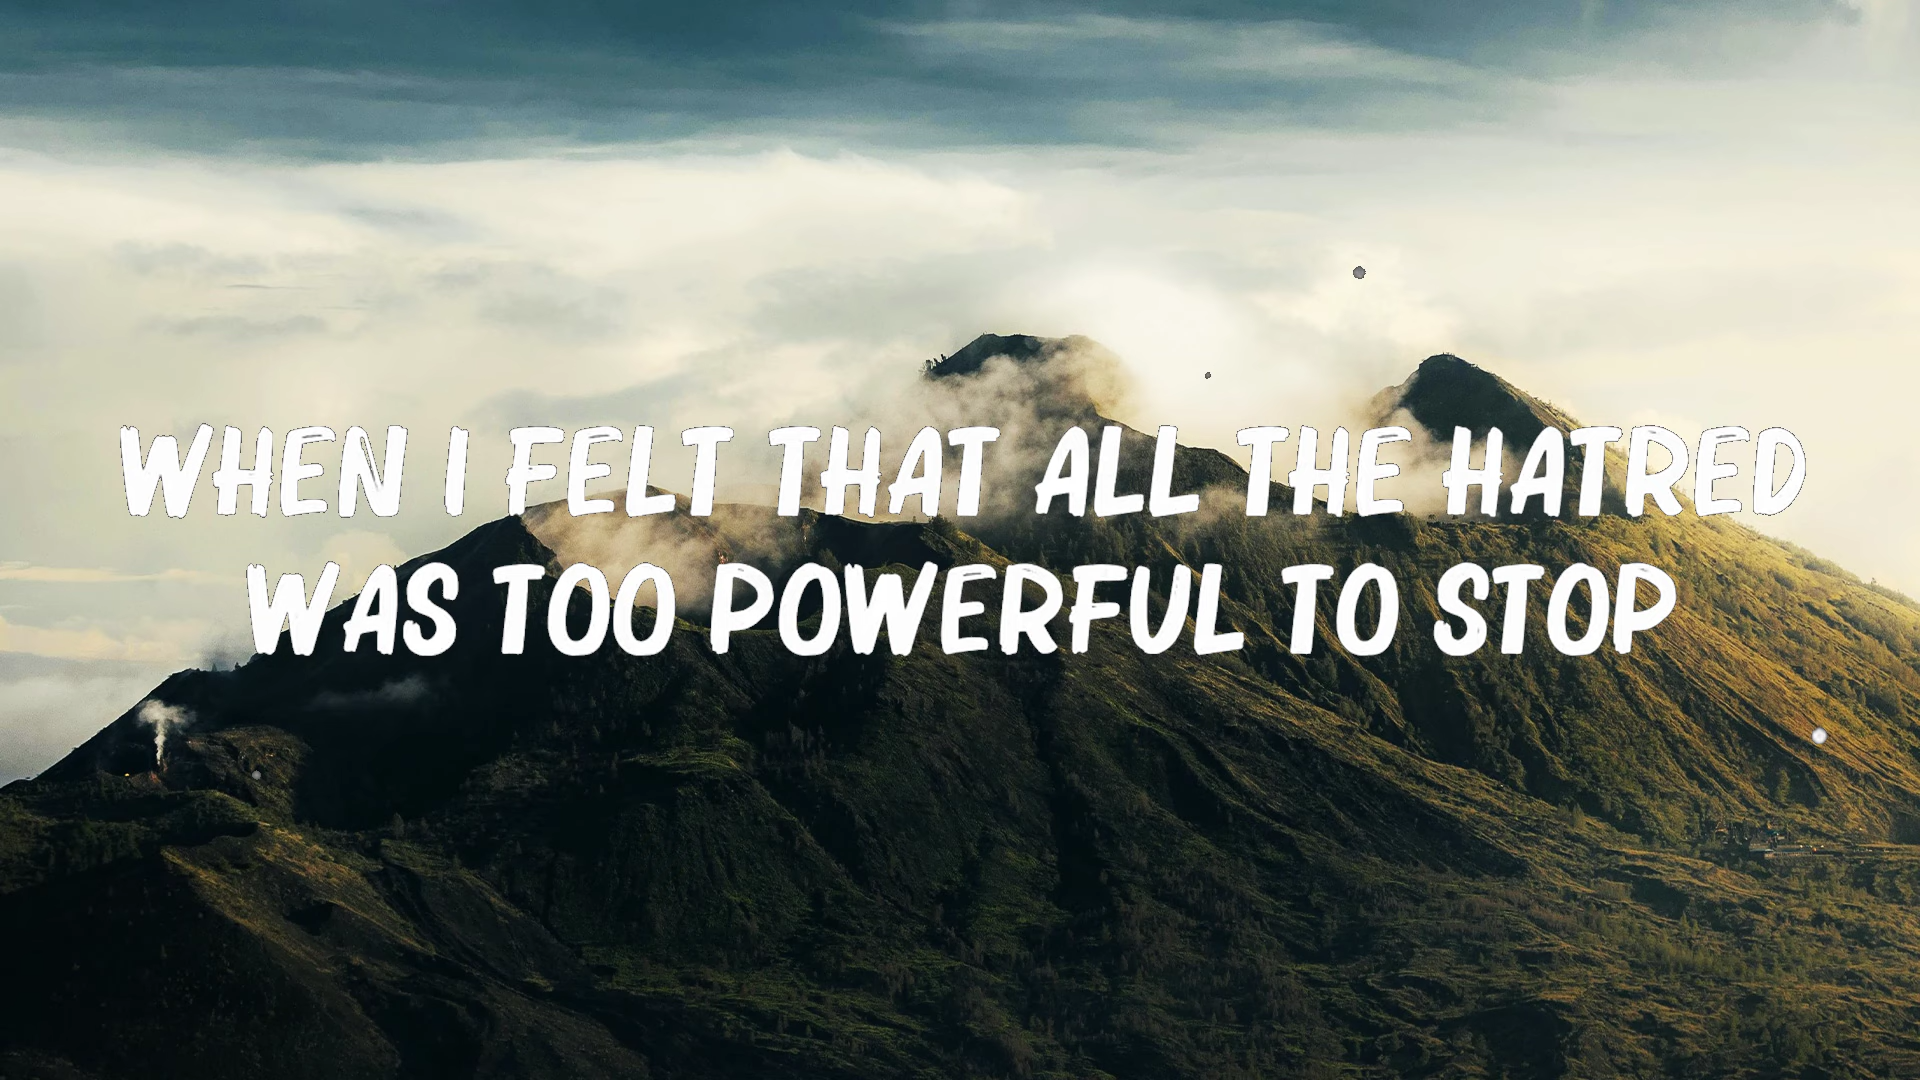 WHEN I FELT THAT ALL THE HATRED
WAS TOO POWERFUL TO STOP